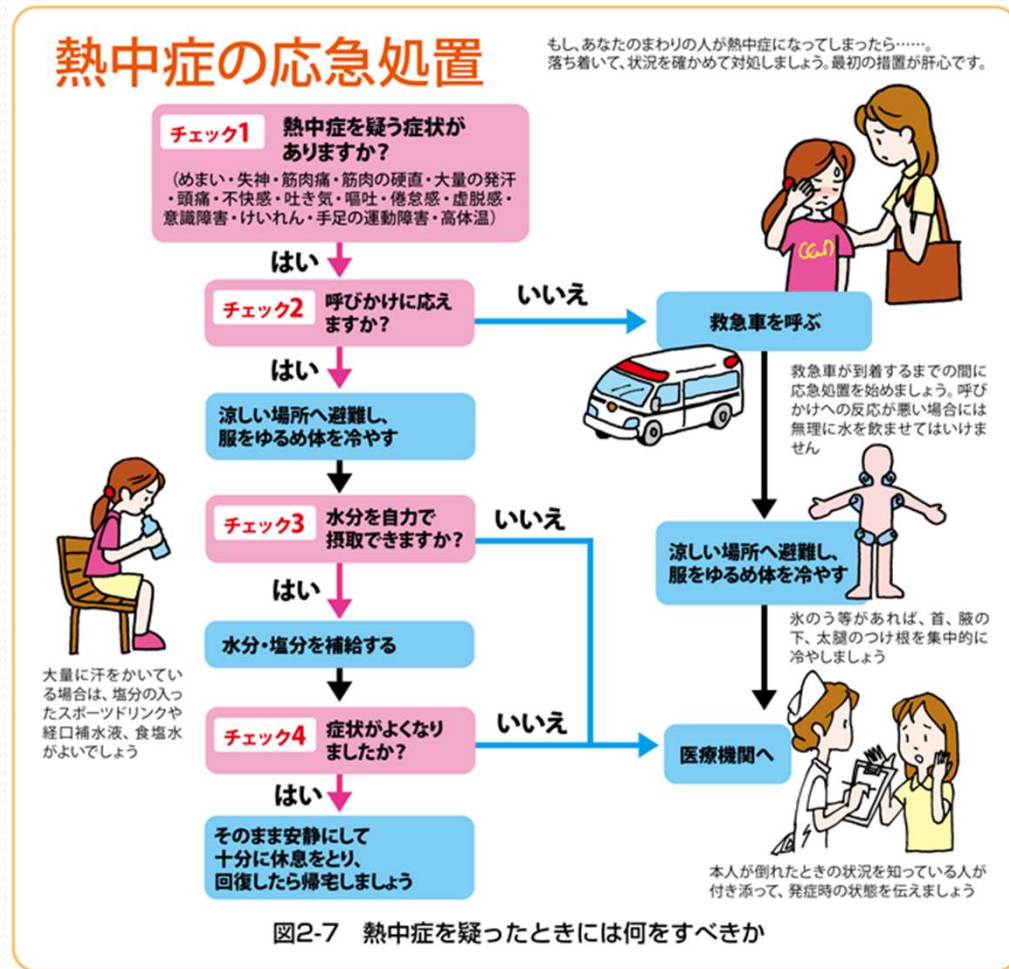 熱中症の応急処置
もし、あなたのまわりの人が熱中症になってしまったら……。
落ち着いて、状況を確かめて対処しましょう。最初の措置が肝心です。
チェック1
熱中症を疑う症状が
ありますか？
（めまい・失神・筋肉痛・筋肉の硬直・大量の発汗
・頭痛・不快感・吐き気・嘔吐・倦怠感・虚脱感・
意識障害・けいれん・手足の運動障害・高体温）
はい
チェック2
呼びかけに応え
ますか？
いいえ
救急車を呼ぶ
救急車が到着するまでの間に
応急処置を始めましょう。呼び
かけへの反応が悪い場合には
無理に水を飲ませてはいけま
せん
はい
涼しい場所へ避難し、
服をゆるめ体を冷やす
チェック3
水分を自力で
摂取できますか？
いいえ
涼しい場所へ避難し、
服をゆるめ体を冷やす
氷のう等があれば、首、腋の
下、太腿のつけ根を集中的に
冷やしましょう
はい
水分・塩分を補給する
大量に汗をかいてい
る場合は、塩分の入っ
たスポーツドリンクや
経口補水液、食塩水
がよいでしょう
チェック4
症状がよくなり
ましたか？
いいえ
医療機関へ
はい
そのまま安静にして
十分に休息をとり、
回復したら帰宅しましょう
本人が倒れたときの状況を知っている人が
付き添って、発症時の状態を伝えましょう
図2-7 熱中症を疑ったときには何をすべきか